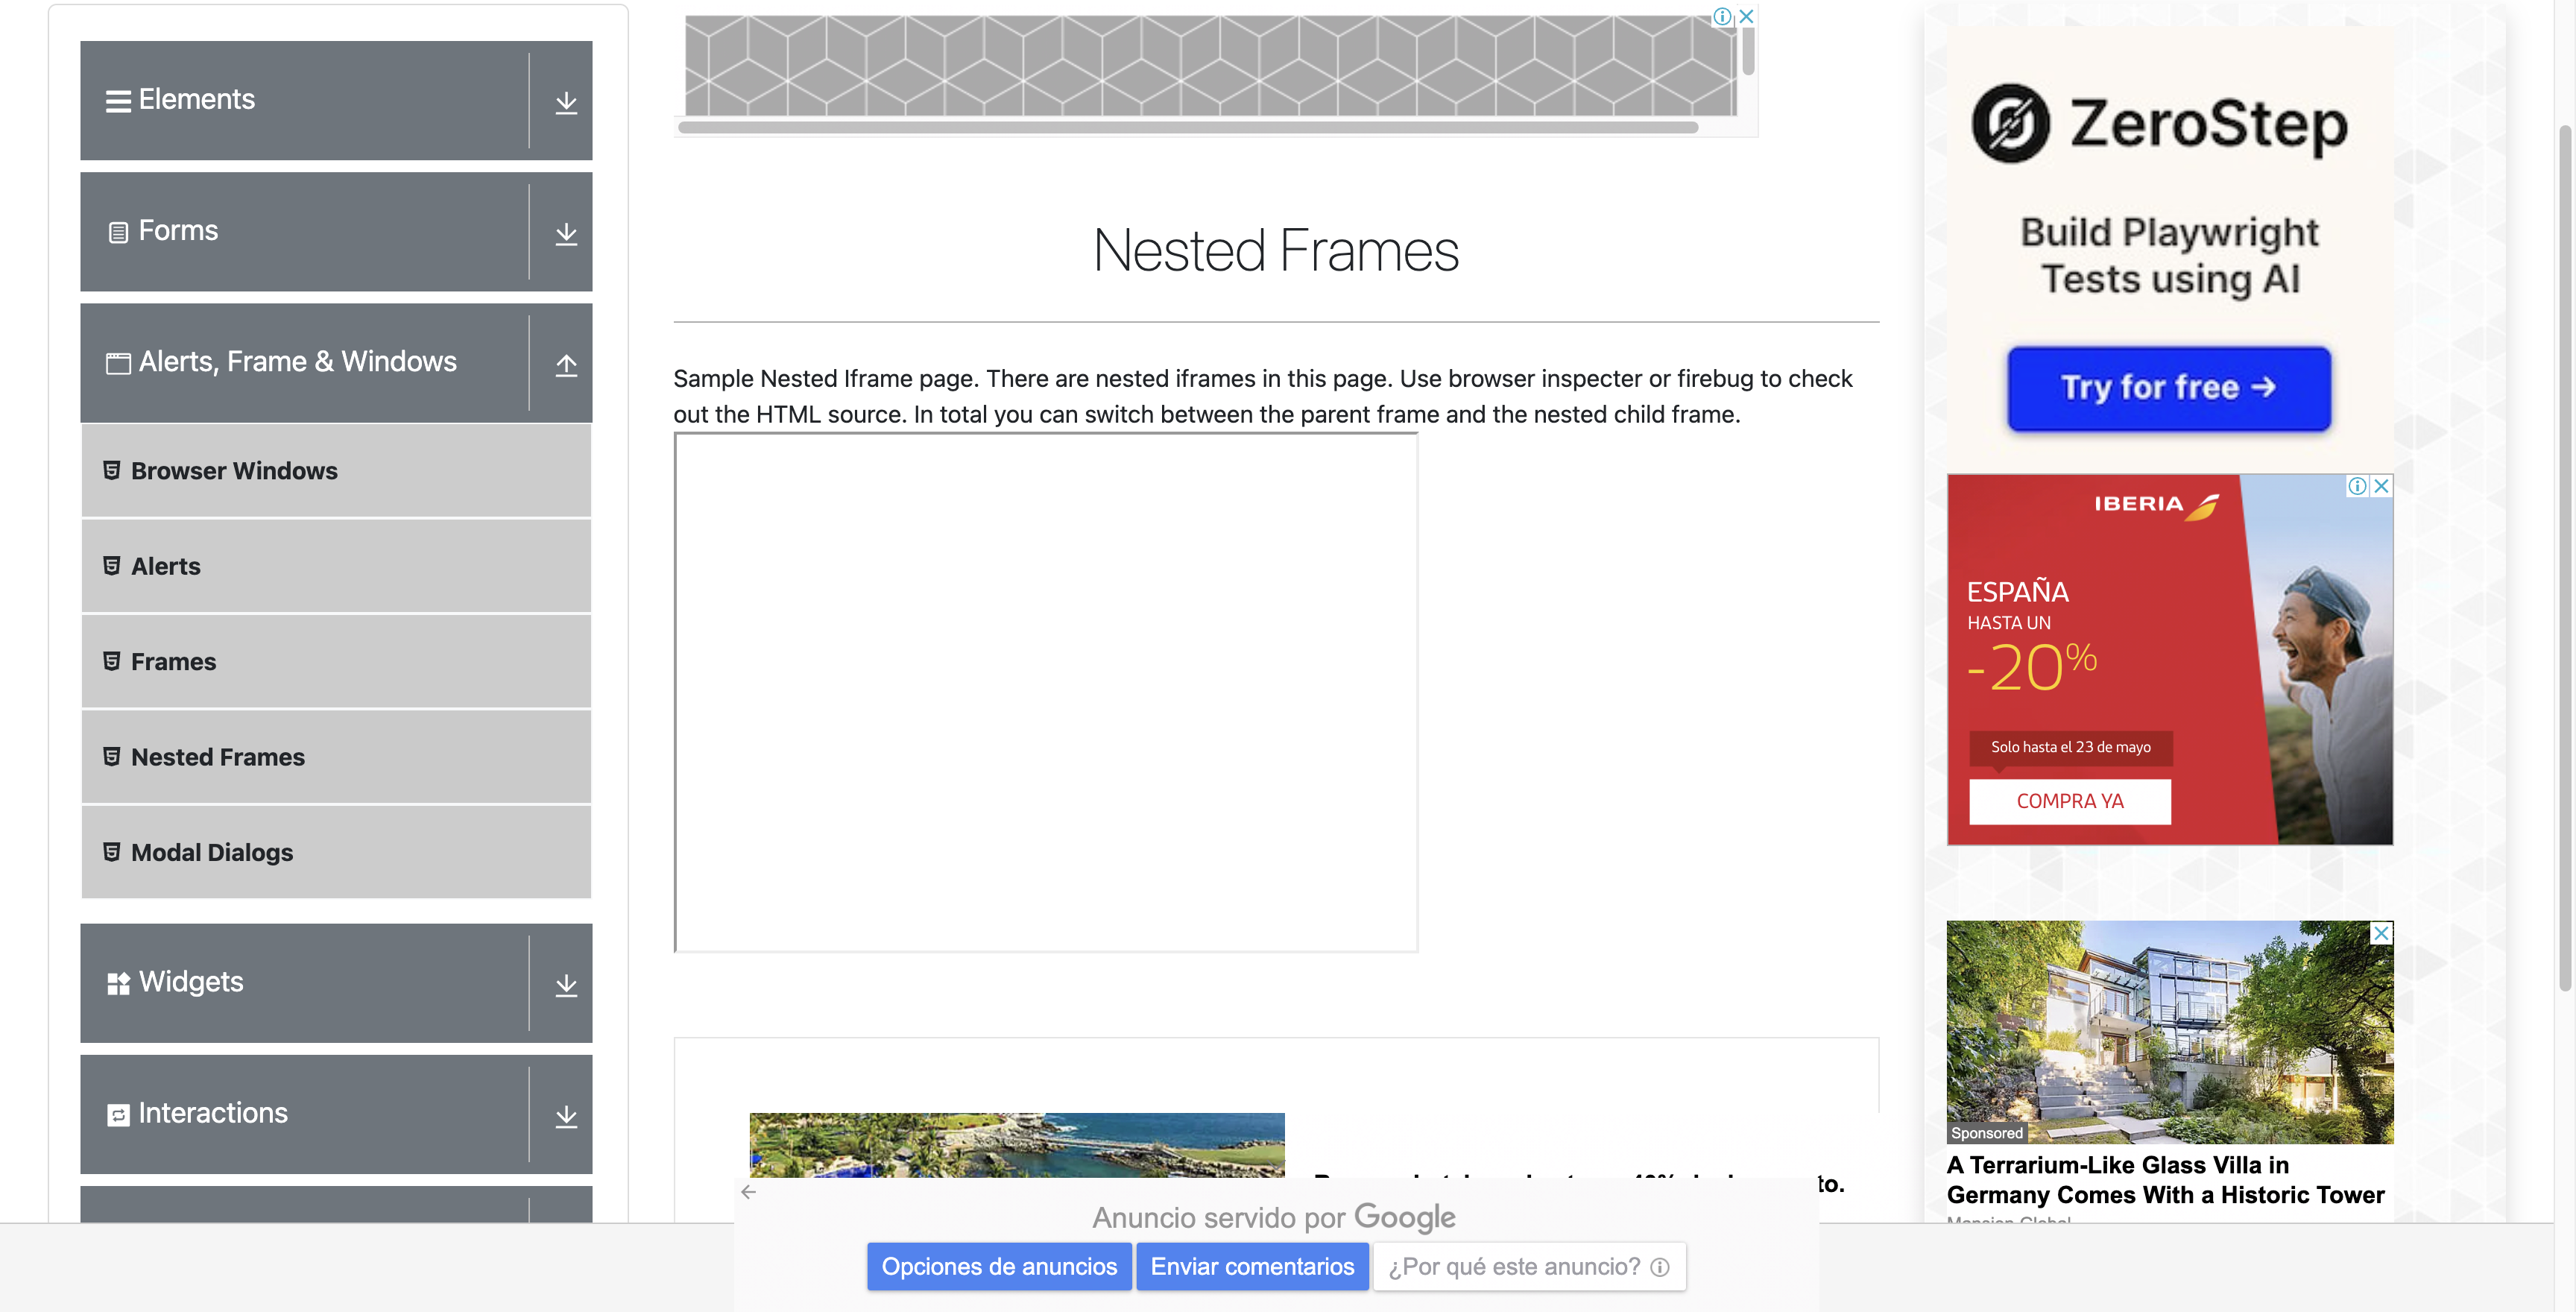 Elements
Forms
Alerts, Frame & Windows
Browser Windows
Alerts
Frames
Nested Frames
Modal Dialogs
Widgets
Interactions
Nested Frames
Sample Nested Iframe page. There are nested iframes in this page. Use browser inspecter or firebug to check
out the HTML source. In total you can switch between the parent frame and the nested child frame.
to.
Anuncio servido por Google
Opciones de anuncios
Enviar comentarios
¿Por qué este anuncio?
ZeroStep
Build Playwright
Tests using AI
Try for free →
IBERIA
ESPAÑA
HASTA UN
-20%
Solo hasta el 23 de mayo
COMPRA YA
Sponsored
A Terrarium-Like Glass Villa in
Germany Comes With a Historic Tower
Mansion Global